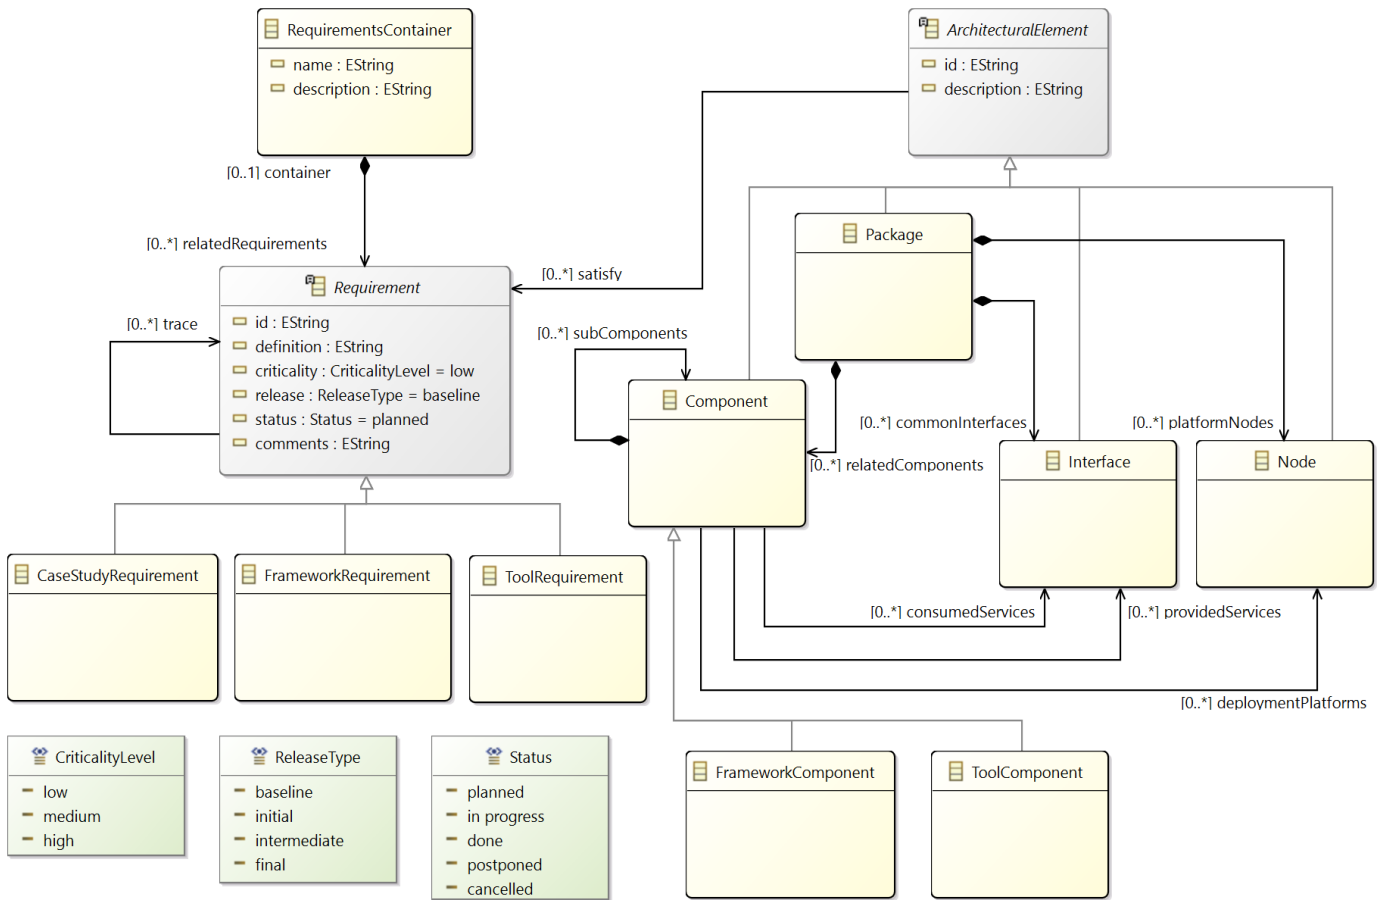 RequirementsContainer
name : EString
description : EString
ArchitecturalElement
id : EString
description : EString
[0..1] container
[0..*] relatedRequirements
[0..*] satisfy
Requirement
id : EString
definition : EString
criticality : CriticalityLevel = low
release : ReleaseType = baseline
status : Status = planned
comments : EString
[0..*] trace
Package
[0..*] subComponents
Component
[0..*] commonInterfaces
[0..*] platformNodes
[0..*] relatedComponents
Interface
Node
CaseStudyRequirement
FrameworkRequirement
ToolRequirement
[0..*] consumedServices
[0..*] providedServices
[0..*] deploymentPlatforms
CriticalityLevel
low
medium
high
ReleaseType
baseline
initial
intermediate
final
Status
planned
in progress
done
postponed
cancelled
FrameworkComponent
ToolComponent